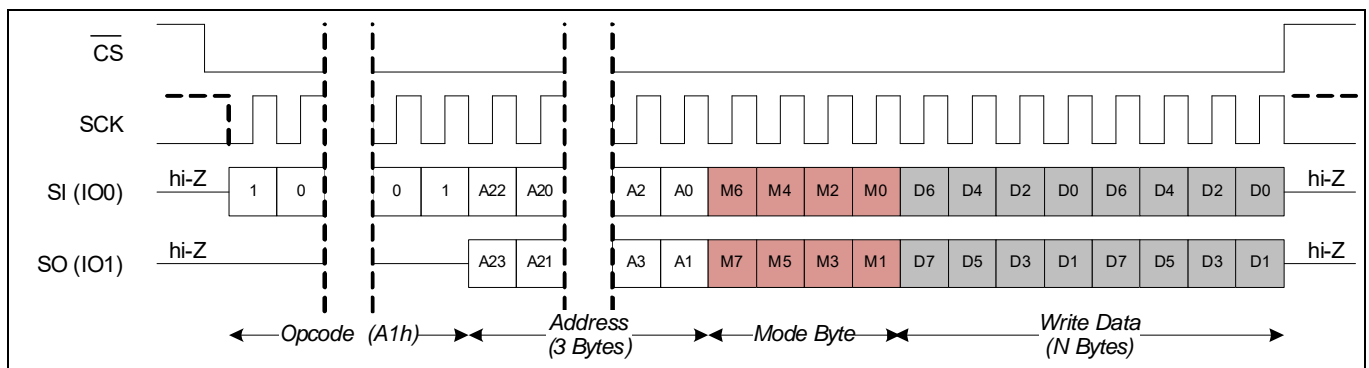 CS
SCK
SI (IO0) hi-Z 1 0 0 1 A22 A20 A2 A0 M6 M4 M2 M0 D6 D4 D2 D0 D6 D4 D2 D0 hi-Z
SO (IO1) hi-Z A23 A21 A3 A1 M7 M5 M3 M1 D7 D5 D3 D1 D7 D5 D3 D1 hi-Z
Opcode (A1h) Address (3 Bytes) Mode Byte Write Data (N Bytes)